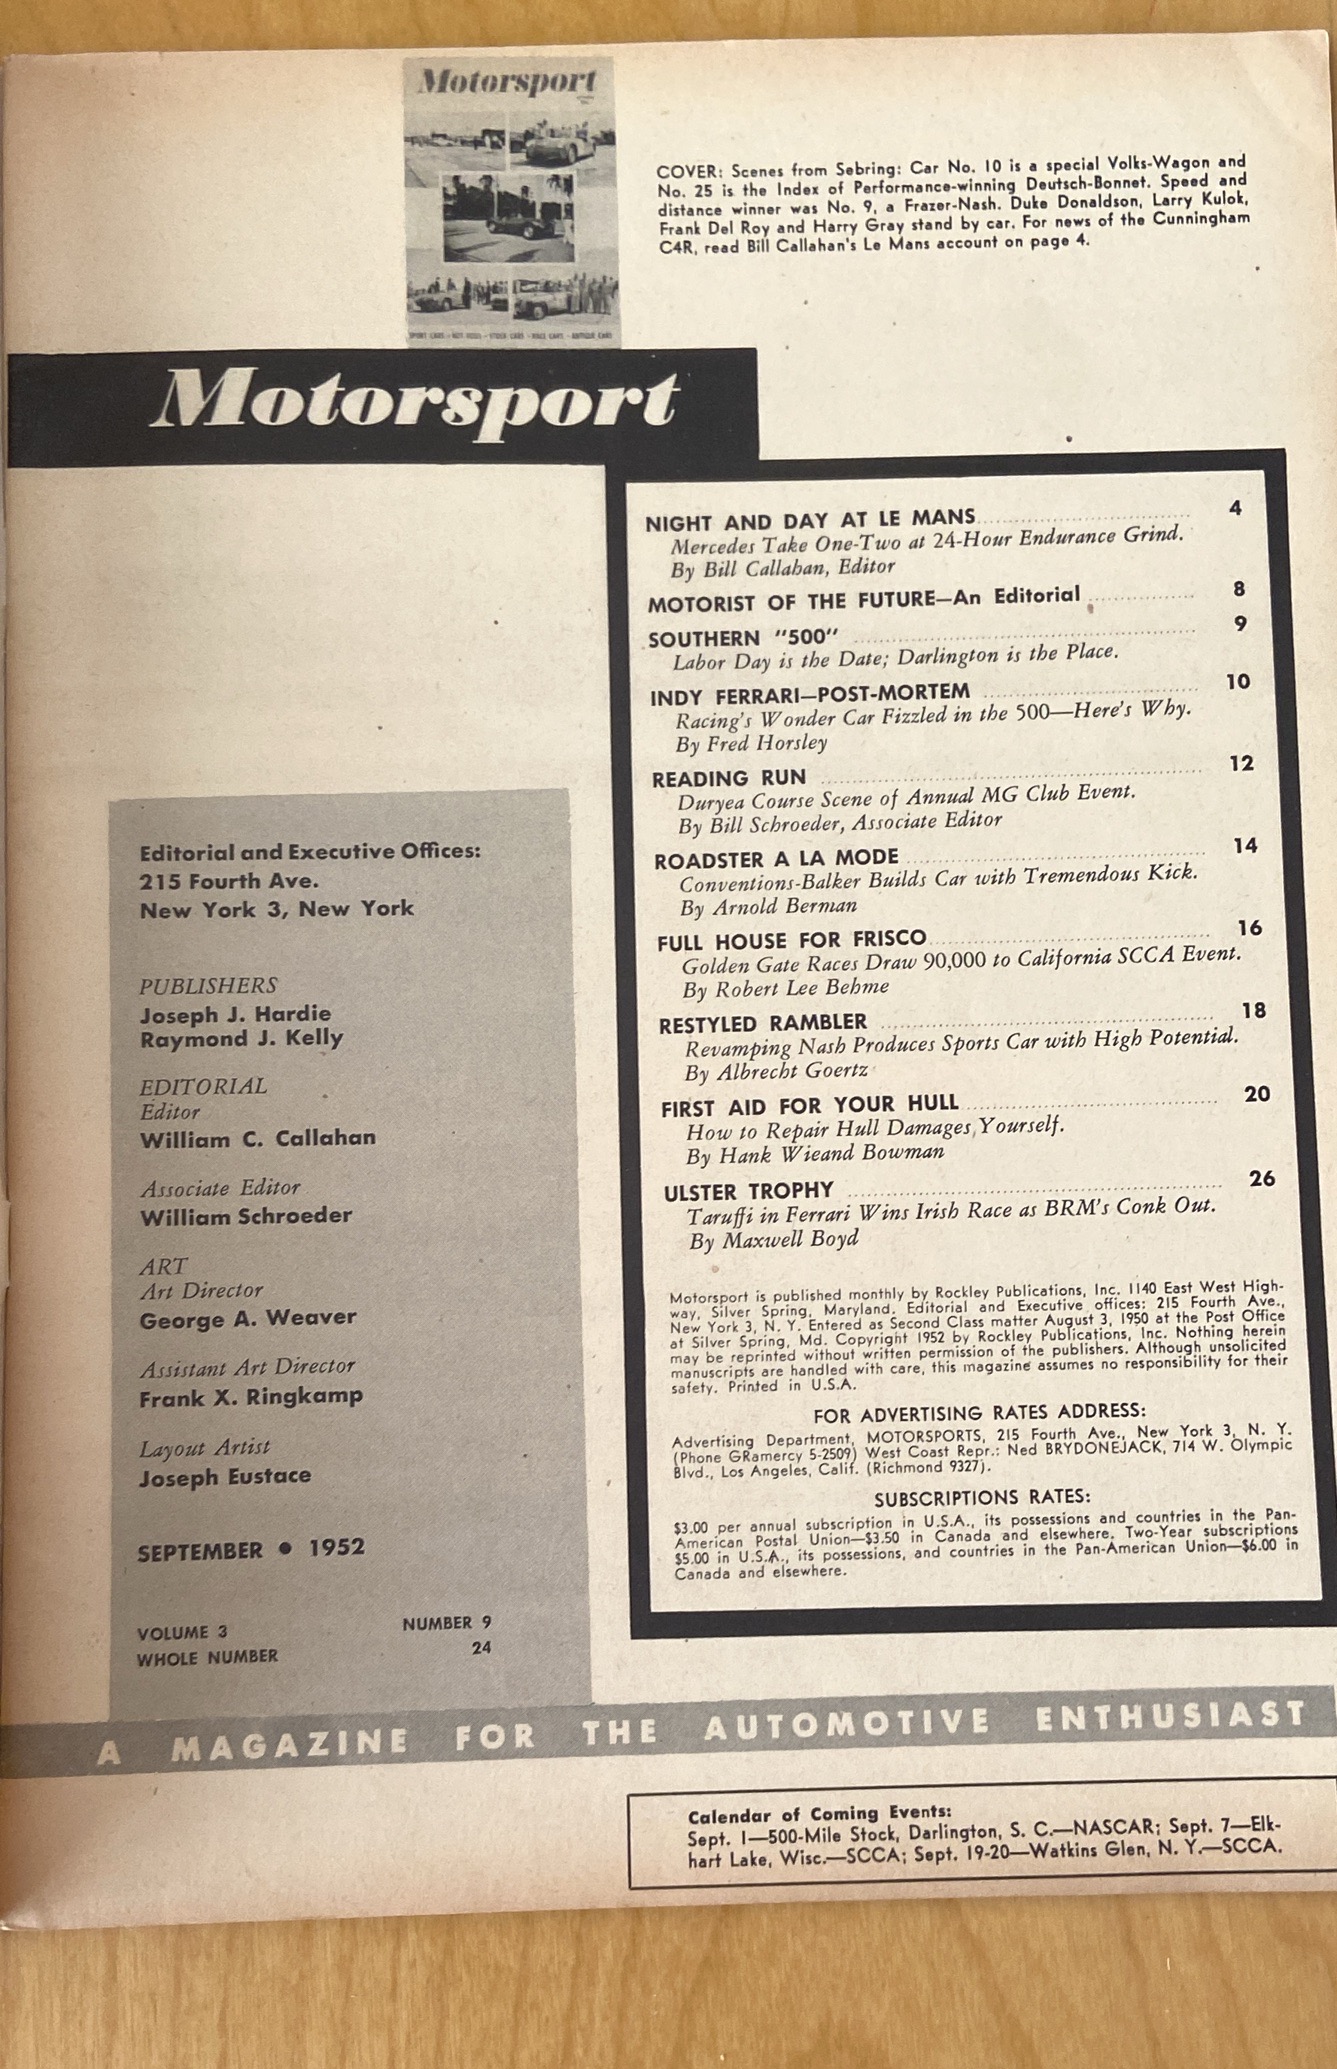 Motorsport
COVER: Scenes from Sebring: Car No. 10 is a special Volks-Wagon and
No. 25 is the Index of Performance-winning Deutsch-Bonnet. Speed and
distance winner was No. 9, a Frazer-Nash. Duke Donaldson, Larry Kulok,
Frank Del Roy and Harry Gray stand by car. For news of the Cunningham
C4R, read Bill Callahan's Le Mans account on page 4.
SPORT CARS • HOT RODS • STOCK CARS • RACE CARS • ANTIQUE CARS
Motorsport
NIGHT AND DAY AT LE MANS 4
Mercedes Take One-Two at 24-Hour Endurance Grind.
By Bill Callahan, Editor
MOTORIST OF THE FUTURE—An Editorial 8
SOUTHERN "500" 9
Labor Day is the Date; Darlington is the Place.
INDY FERRARI—POST-MORTEM 10
Racing's Wonder Car Fizzled in the 500—Here's Why.
By Fred Horsley
READING RUN 12
Duryea Course Scene of Annual MG Club Event.
By Bill Schroeder, Associate Editor
ROADSTER A LA MODE 14
Conventions-Balker Builds Car with Tremendous Kick.
By Arnold Berman
FULL HOUSE FOR FRISCO 16
Golden Gate Races Draw 90,000 to California SCCA Event.
By Robert Lee Behme
RESTYLED RAMBLER 18
Revamping Nash Produces Sports Car with High Potential.
By Albrecht Goertz
FIRST AID FOR YOUR HULL 20
How to Repair Hull Damages Yourself.
By Hank Wieand Bowman
ULSTER TROPHY 26
Taruffi in Ferrari Wins Irish Race as BRM's Conk Out.
By Maxwell Boyd
Motorsport is published monthly by Rockley Publications, Inc. 1140 East West High-
way, Silver Spring, Maryland. Editorial and Executive offices: 215 Fourth Ave.,
New York 3, N. Y. Entered as Second Class matter August 3, 1950 at the Post Office
at Silver Spring, Md. Copyright 1952 by Rockley Publications, Inc. Nothing herein
may be reprinted without written permission of the publishers. Although unsolicited
manuscripts are handled with care, this magazine assumes no responsibility for their
safety. Printed in U.S.A.
FOR ADVERTISING RATES ADDRESS:
Advertising Department, MOTORSPORTS, 215 Fourth Ave., New York 3, N. Y.
(Phone GRamercy 5-2509) West Coast Repr.: Ned BRYDONEJACK, 714 W. Olympic
Blvd., Los Angeles, Calif. (Richmond 9327).
SUBSCRIPTIONS RATES:
$3.00 per annual subscription in U.S.A., its possessions and countries in the Pan-
American Postal Union—$3.50 in Canada and elsewhere. Two-Year subscriptions
$5.00 in U.S.A., its possessions, and countries in the Pan-American Union—$6.00 in
Canada and elsewhere.
Editorial and Executive Offices:
215 Fourth Ave.
New York 3, New York
PUBLISHERS
Joseph J. Hardie
Raymond J. Kelly
EDITORIAL
Editor
William C. Callahan
Associate Editor
William Schroeder
ART
Art Director
George A. Weaver
Assistant Art Director
Frank X. Ringkamp
Layout Artist
Joseph Eustace
SEPTEMBER • 1952
VOLUME 3 NUMBER 9
WHOLE NUMBER 24
A MAGAZINE FOR THE AUTOMOTIVE ENTHUSIAST
Calendar of Coming Events:
Sept. 1—500-Mile Stock, Darlington, S. C.—NASCAR; Sept. 7—Elk-
hart Lake, Wisc.—SCCA; Sept. 19-20—Watkins Glen, N. Y.—SCCA.